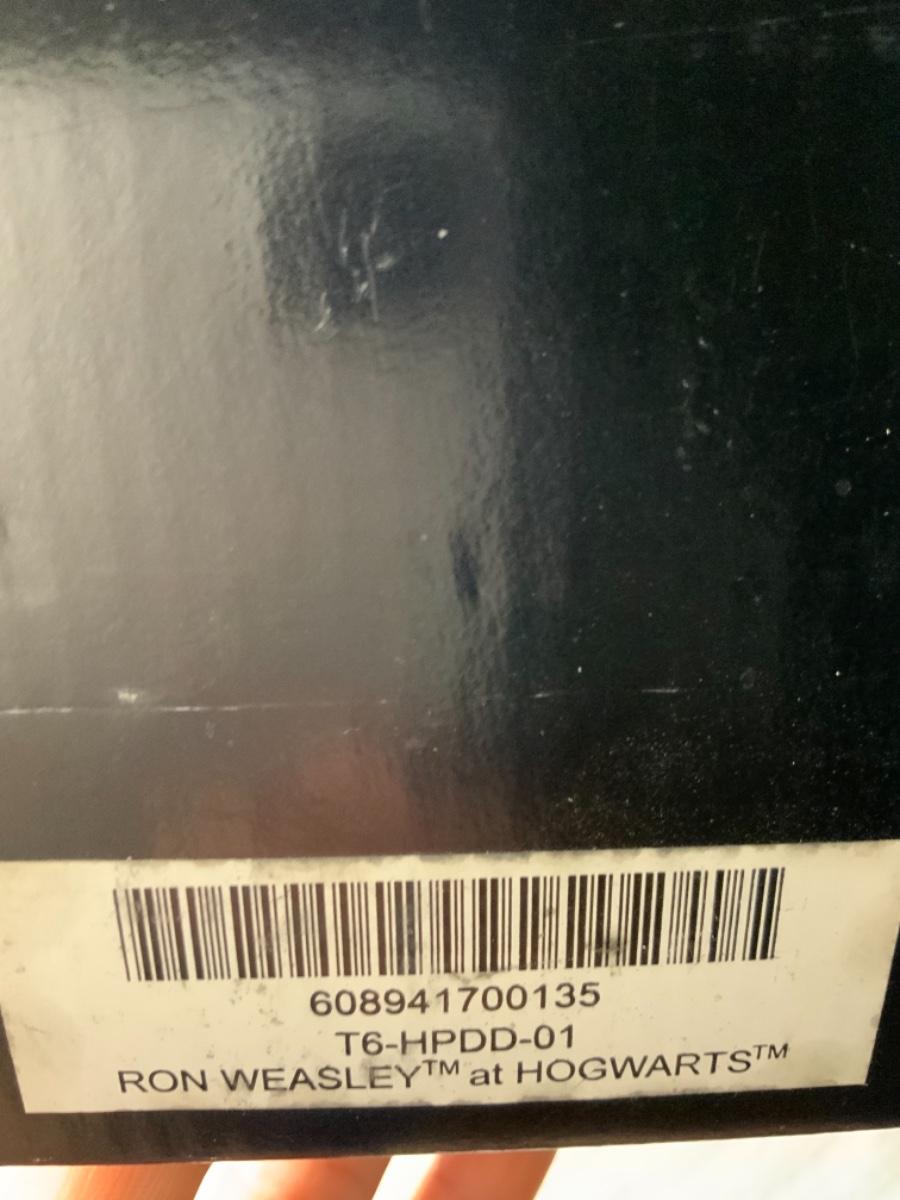 608941700135
T6-HPDD-01
RON WEASLEY™ at HOGWARTS™